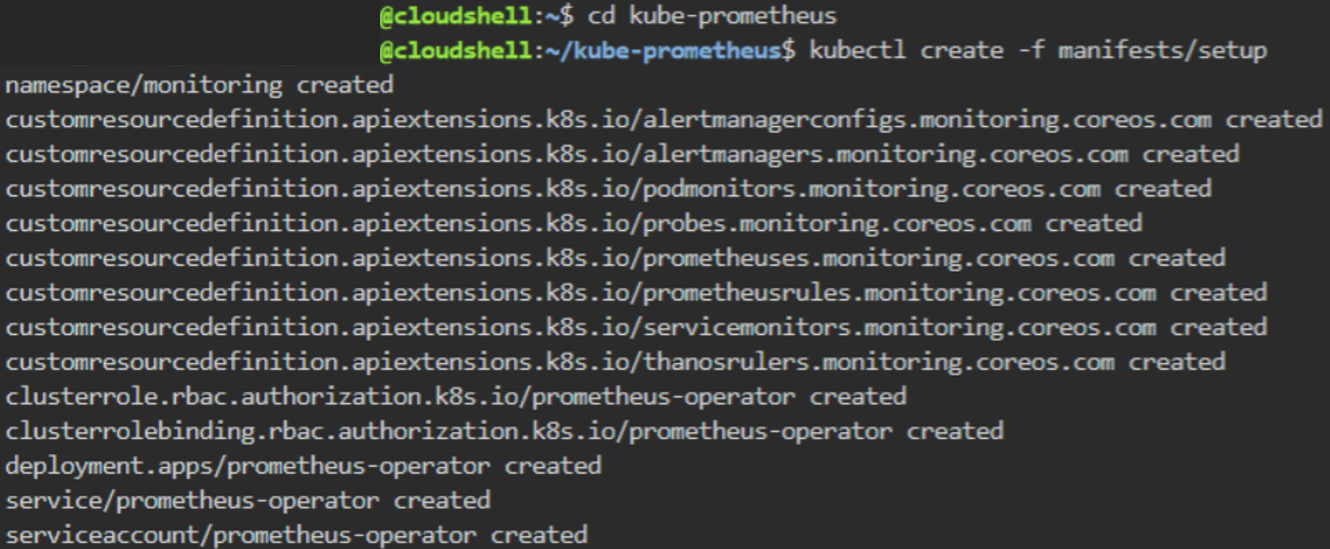 @cloudshell:~$ cd kube-prometheus
@cloudshell:~/kube-prometheus$ kubectl create -f manifests/setup
namespace/monitoring created
customresourcedefinition.apiextensions.k8s.io/alertmanagerconfigs.monitoring.coreos.com created
customresourcedefinition.apiextensions.k8s.io/alertmanagers.monitoring.coreos.com created
customresourcedefinition.apiextensions.k8s.io/podmonitors.monitoring.coreos.com created
customresourcedefinition.apiextensions.k8s.io/probes.monitoring.coreos.com created
customresourcedefinition.apiextensions.k8s.io/prometheuses.monitoring.coreos.com created
customresourcedefinition.apiextensions.k8s.io/prometheusrules.monitoring.coreos.com created
customresourcedefinition.apiextensions.k8s.io/servicemonitors.monitoring.coreos.com created
customresourcedefinition.apiextensions.k8s.io/thanosrulers.monitoring.coreos.com created
clusterrole.rbac.authorization.k8s.io/prometheus-operator created
clusterrolebinding.rbac.authorization.k8s.io/prometheus-operator created
deployment.apps/prometheus-operator created
service/prometheus-operator created
serviceaccount/prometheus-operator created